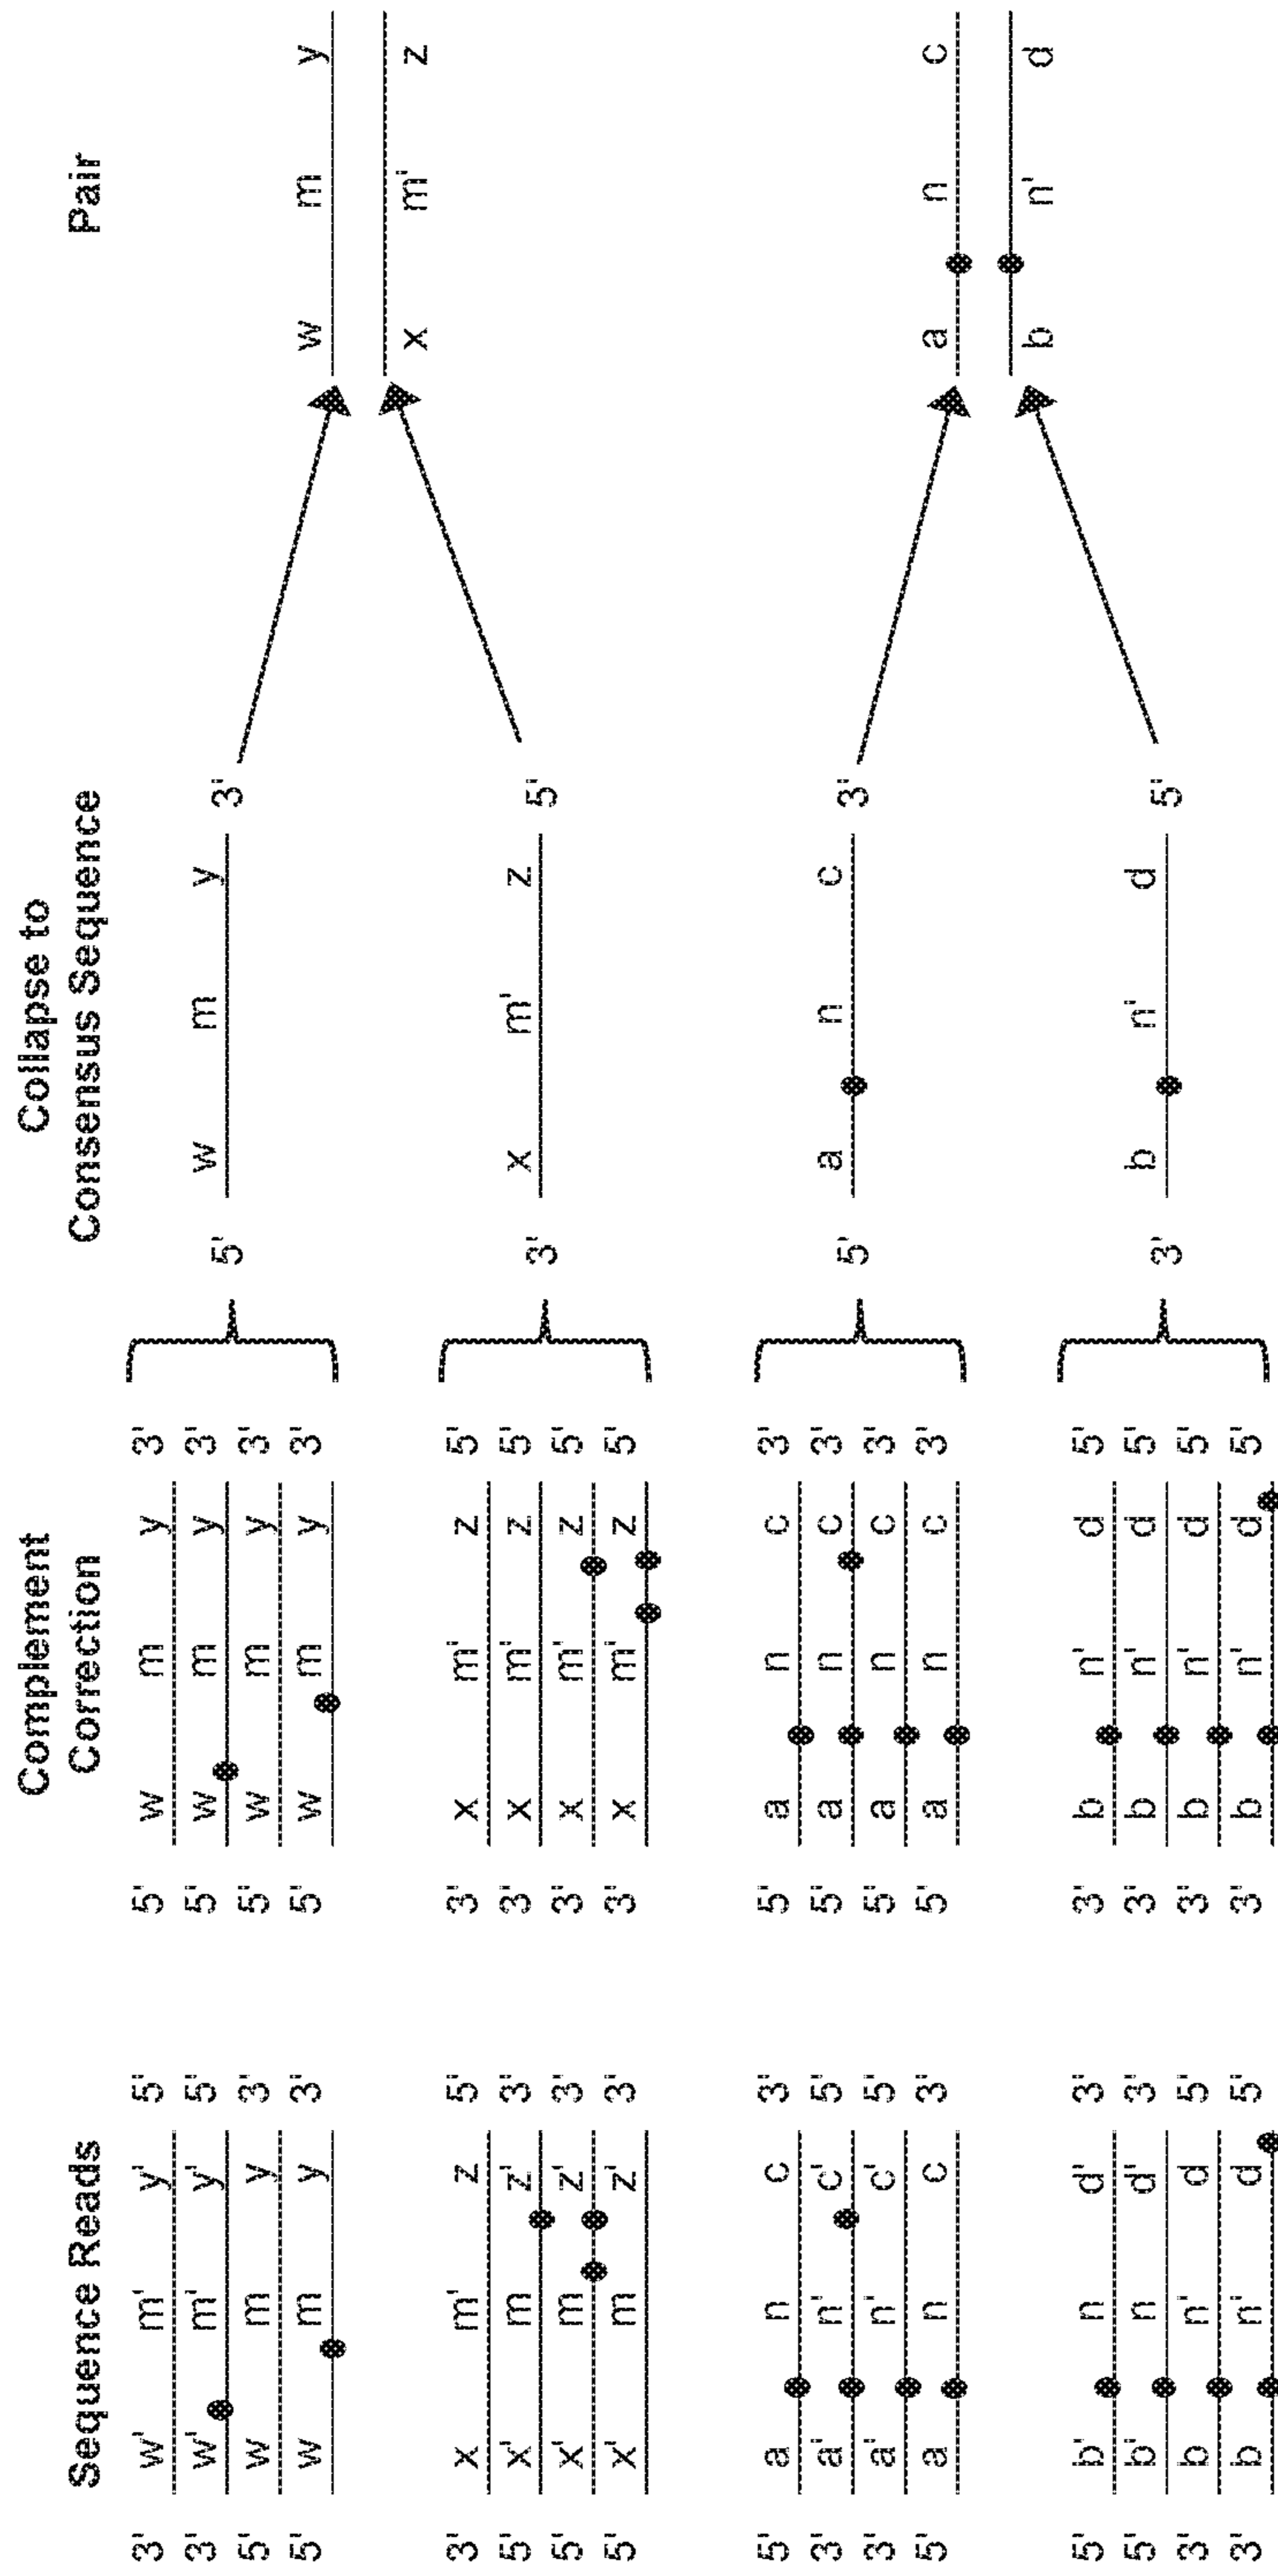 Sequence Reads
3' w' m' y' 5'
3' w' m' y' 5'
5' w m y 3'
5' w m y 3'
3' x m' z 5'
5' x' m z' 3'
5' x' m z' 3'
5' x' m z' 3'
5' a n c 3'
3' a' n' c' 5'
3' a' n' c' 5'
5' a n c 3'
5' b' n d' 3'
5' b' n d' 3'
3' b n' d 5'
3' b n' d 5'
Complement
Correction
5' w m y 3'
5' w m y 3'
5' w m y 3'
5' w m y 3'
3' x m' z 5'
3' x m' z 5'
3' x m' z 5'
3' x m' z 5'
5' a n c 3'
5' a n c 3'
5' a n c 3'
5' a n c 3'
3' b n' d 5'
3' b n' d 5'
3' b n' d 5'
3' b n' d 5'
Collapse to
Consensus Sequence
w m y
5' 3'
x m' z
3' 5'
a n c
5' 3'
b n' d
3' 5'
Pair
w m y
x m' z
a n c
b n' d